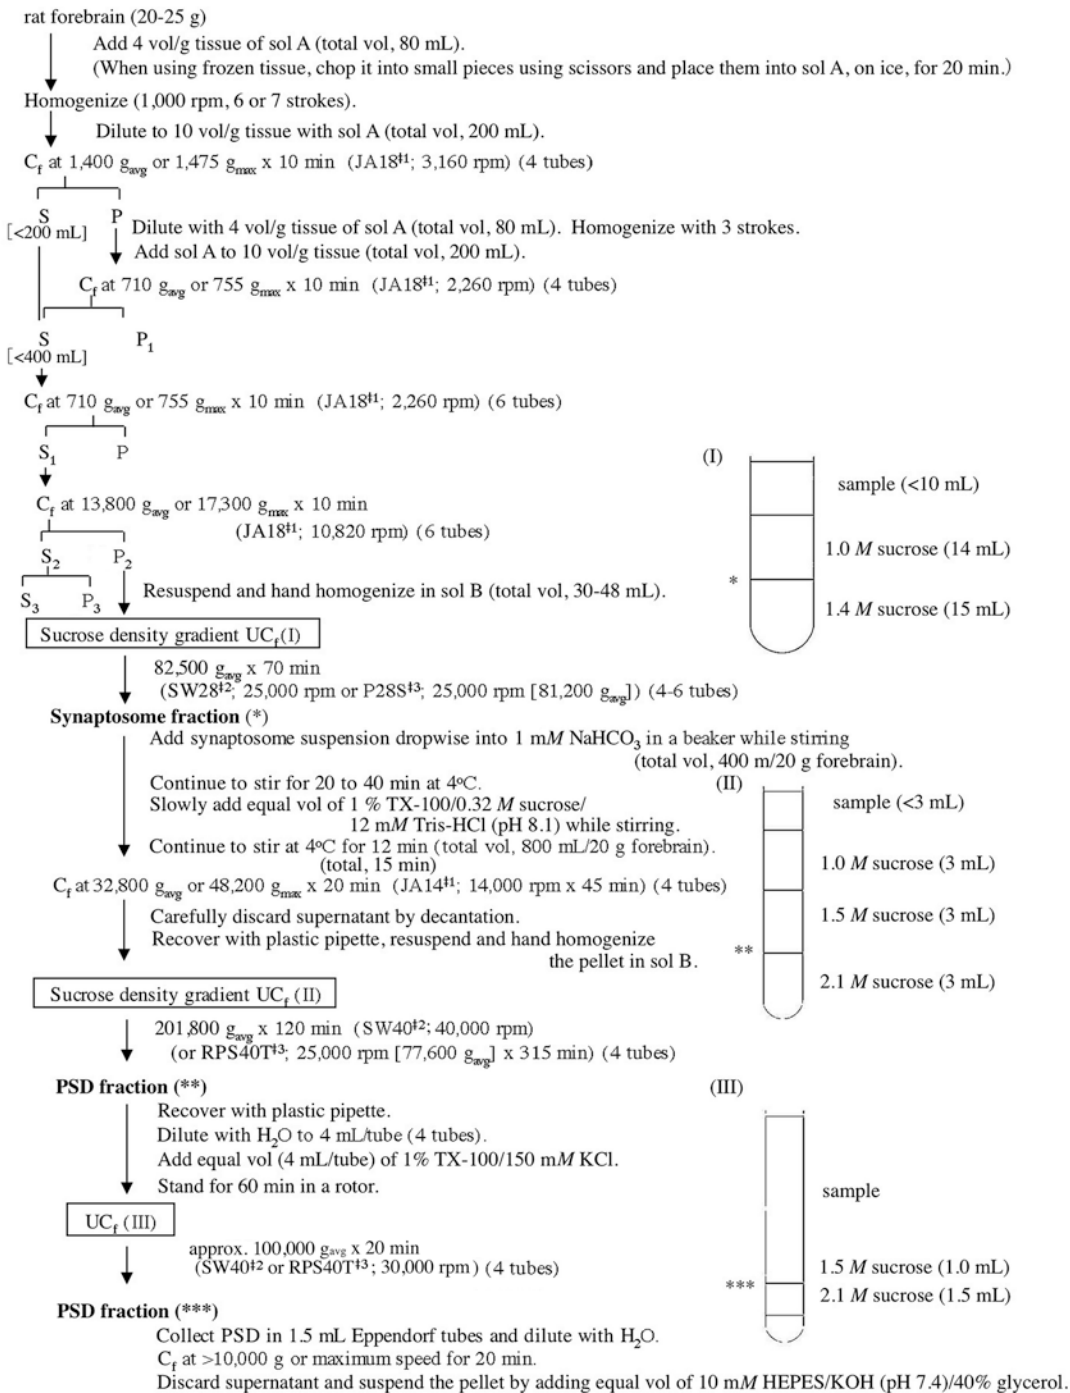 rat forebrain (20-25 g)
Add 4 vol/g tissue of sol A (total vol, 80 mL).
(When using frozen tissue, chop it into small pieces using scissors and place them into sol A, on ice, for 20 min.)
Homogenize (1,000 rpm, 6 or 7 strokes).
Dilute to 10 vol/g tissue with sol A (total vol, 200 mL).
Cf at 1,400 gavg or 1,475 gmax x 10 min (JA18‡1; 3,160 rpm) (4 tubes)
S P
[<200 mL]
Dilute with 4 vol/g tissue of sol A (total vol, 80 mL). Homogenize with 3 strokes.
Add sol A to 10 vol/g tissue (total vol, 200 mL).
Cf at 710 gavg or 755 gmax x 10 min (JA18‡1; 2,260 rpm) (4 tubes)
S P1
[<400 mL]
Cf at 710 gavg or 755 gmax x 10 min (JA18‡1; 2,260 rpm) (6 tubes)
S1 P
Cf at 13,800 gavg or 17,300 gmax x 10 min
(JA18‡1; 10,820 rpm) (6 tubes)
S2 P2
S3 P3
Resuspend and hand homogenize in sol B (total vol, 30-48 mL).
Sucrose density gradient UCf(I)
82,500 gavg x 70 min
(SW28‡2; 25,000 rpm or P28S‡3; 25,000 rpm [81,200 gavg]) (4-6 tubes)
Synaptosome fraction (*)
Add synaptosome suspension dropwise into 1 mM NaHCO3 in a beaker while stirring
(total vol, 400 m/20 g forebrain).
Continue to stir for 20 to 40 min at 4ºC.
Slowly add equal vol of 1 % TX-100/0.32 M sucrose/
12 mM Tris-HCl (pH 8.1) while stirring.
Continue to stir at 4ºC for 12 min (total vol, 800 mL/20 g forebrain).
(total, 15 min)
Cf at 32,800 gavg or 48,200 gmax x 20 min (JA14‡1; 14,000 rpm x 45 min) (4 tubes)
Carefully discard supernatant by decantation.
Recover with plastic pipette, resuspend and hand homogenize
the pellet in sol B.
Sucrose density gradient UCf (II)
201,800 gavg x 120 min (SW40‡2; 40,000 rpm)
(or RPS40T‡3; 25,000 rpm [77,600 gavg] x 315 min) (4 tubes)
PSD fraction (**)
Recover with plastic pipette.
Dilute with H2O to 4 mL/tube (4 tubes).
Add equal vol (4 mL/tube) of 1% TX-100/150 mM KCl.
Stand for 60 min in a rotor.
UCf (III)
approx. 100,000 gavg x 20 min
(SW40‡2 or RPS40T‡3; 30,000 rpm) (4 tubes)
PSD fraction (***)
Collect PSD in 1.5 mL Eppendorf tubes and dilute with H2O.
Cf at >10,000 g or maximum speed for 20 min.
Discard supernatant and suspend the pellet by adding equal vol of 10 mM HEPES/KOH (pH 7.4)/40% glycerol.
(I)
sample (<10 mL)
1.0 M sucrose (14 mL)
*
1.4 M sucrose (15 mL)
(II)
sample (<3 mL)
1.0 M sucrose (3 mL)
1.5 M sucrose (3 mL)
**
2.1 M sucrose (3 mL)
(III)
sample
1.5 M sucrose (1.0 mL)
***
2.1 M sucrose (1.5 mL)